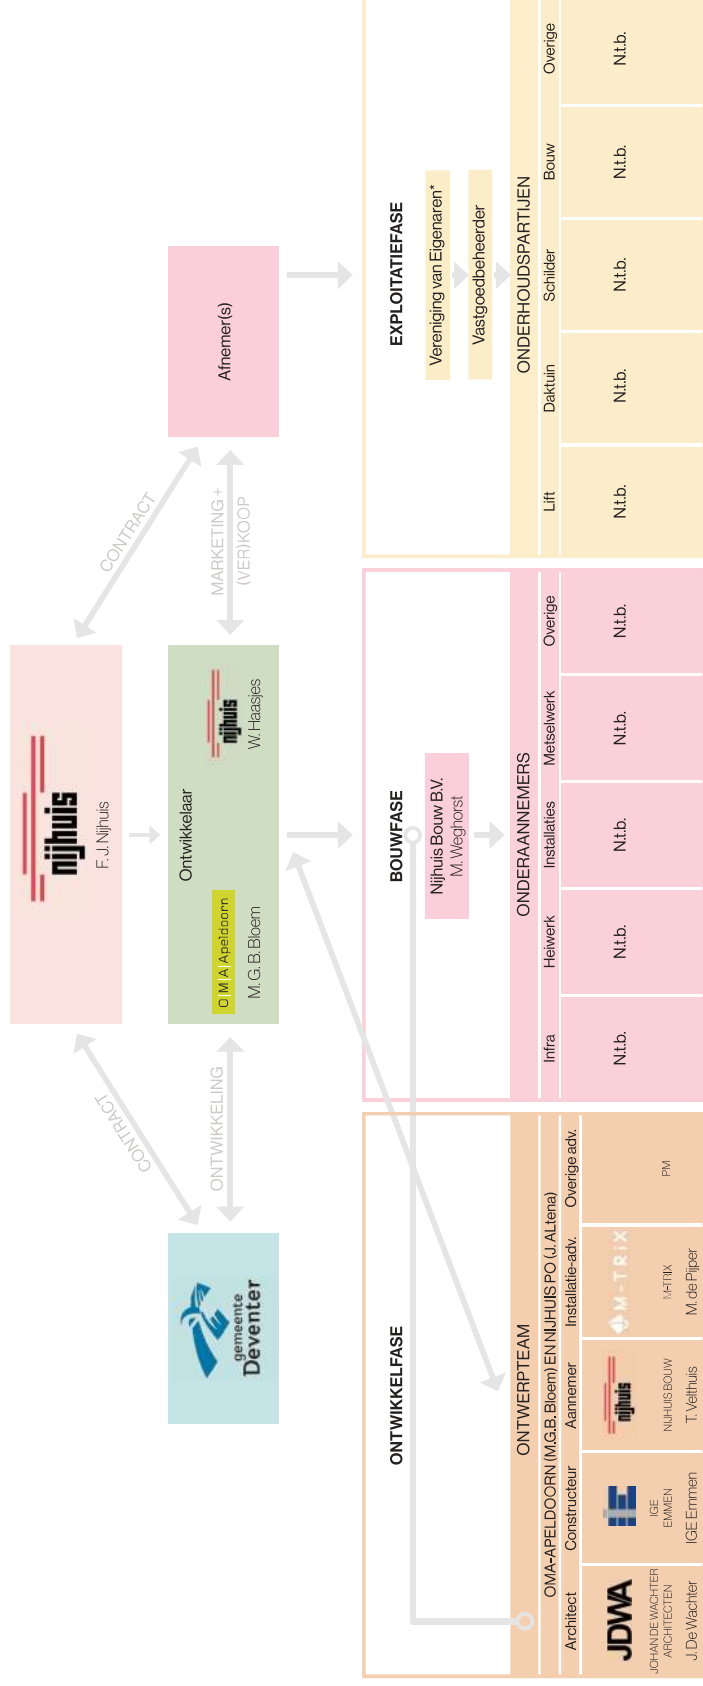 nijhuis
F. J. Nijhuis
CONTRACT
CONTRACT
gemeente
Deventer
ONTWIKKELING
Ontwikkelaar
O|M|A|Apeldoorn
M. G. B. Bloem
nijhuis
W. Haasjes
MARKETING +
(VER)KOOP
Afnemer(s)
ONTWIKKELFASE
ONTWERPTEAM
OMA-APELDOORN (M.G.B. Bloem) EN NIJHUIS PO (J. ALtena)
Architect
Constructeur
Aannemer
Installatie-adv.
Overige adv.
JDWA
JOHAN DE WACHTER
ARCHITECTEN
J. De Wachter
IGE
EMMEN
IGE Emmen
nijhuis
NIJHUIS BOUW
T. Velthuis
M-TRIX
M-TRIX
M. de Pijper
PM
BOUWFASE
Nijhuis Bouw B.V.
M. Weghorst
ONDERAANNEMERS
Infra
Heiwerk
Installaties
Metselwerk
Overige
N.t.b.
N.t.b.
N.t.b.
N.t.b.
N.t.b.
EXPLOITATIEFASE
Vereniging van Eigenaren*
Vastgoedbeheerder
ONDERHOUDSPARTIJEN
Lift
Daktuin
Schilder
Bouw
Overige
N.t.b.
N.t.b.
N.t.b.
N.t.b.
N.t.b.